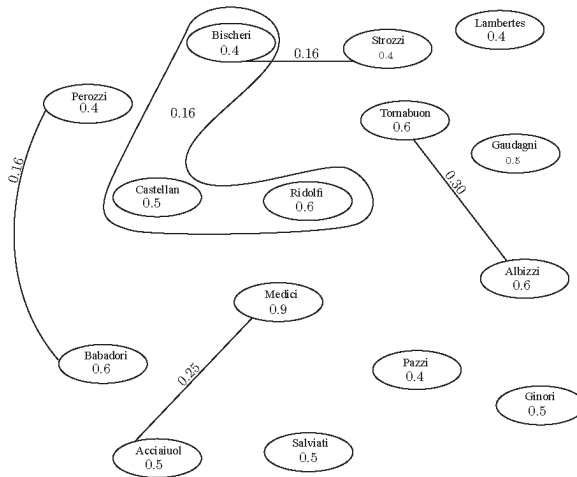 Lambertes
0.4
Bischeri
0.4
Strozzi
0.4
0.16
Perozzi
0.4
0.16
Tornabuon
0.6
Gaudagni
0.5
0.16
0.30
Castellan
0.5
Ridolfi
0.6
Albizzi
0.6
Medici
0.9
Babadori
0.6
Pazzi
0.4
0.25
Ginori
0.5
Acciaiuol
0.5
Salviati
0.5